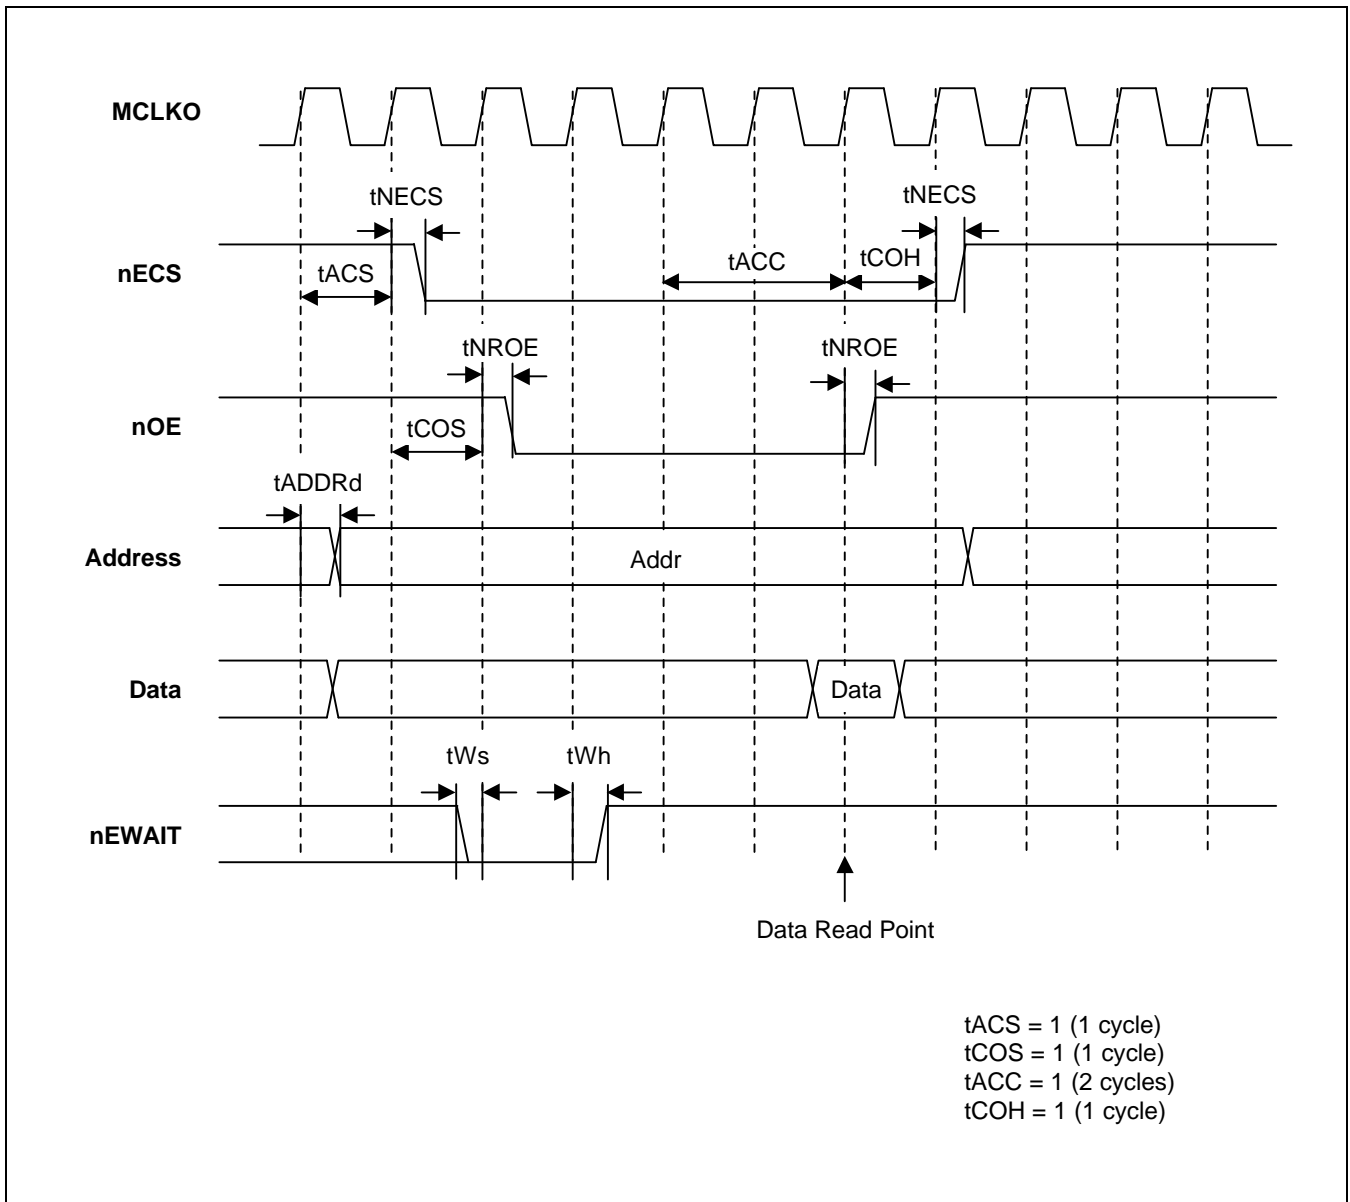 MCLKO
tNECS
tNECS
nECS
tACS
tACC
tCOH
tNROE
tNROE
nOE
tCOS
tADDRd
Address
Addr
Data
Data
tWs
tWh
nEWAIT
Data Read Point
tACS = 1 (1 cycle)
tCOS = 1 (1 cycle)
tACC = 1 (2 cycles)
tCOH = 1 (1 cycle)